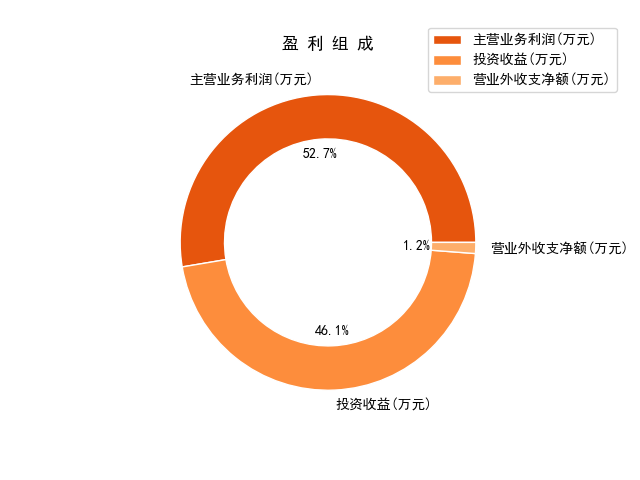 盈 利 组 成
主营业务利润(万元)
投资收益(万元)
营业外收支净额(万元)
主营业务利润(万元)
52.7%
1.2%
营业外收支净额(万元)
46.1%
投资收益(万元)